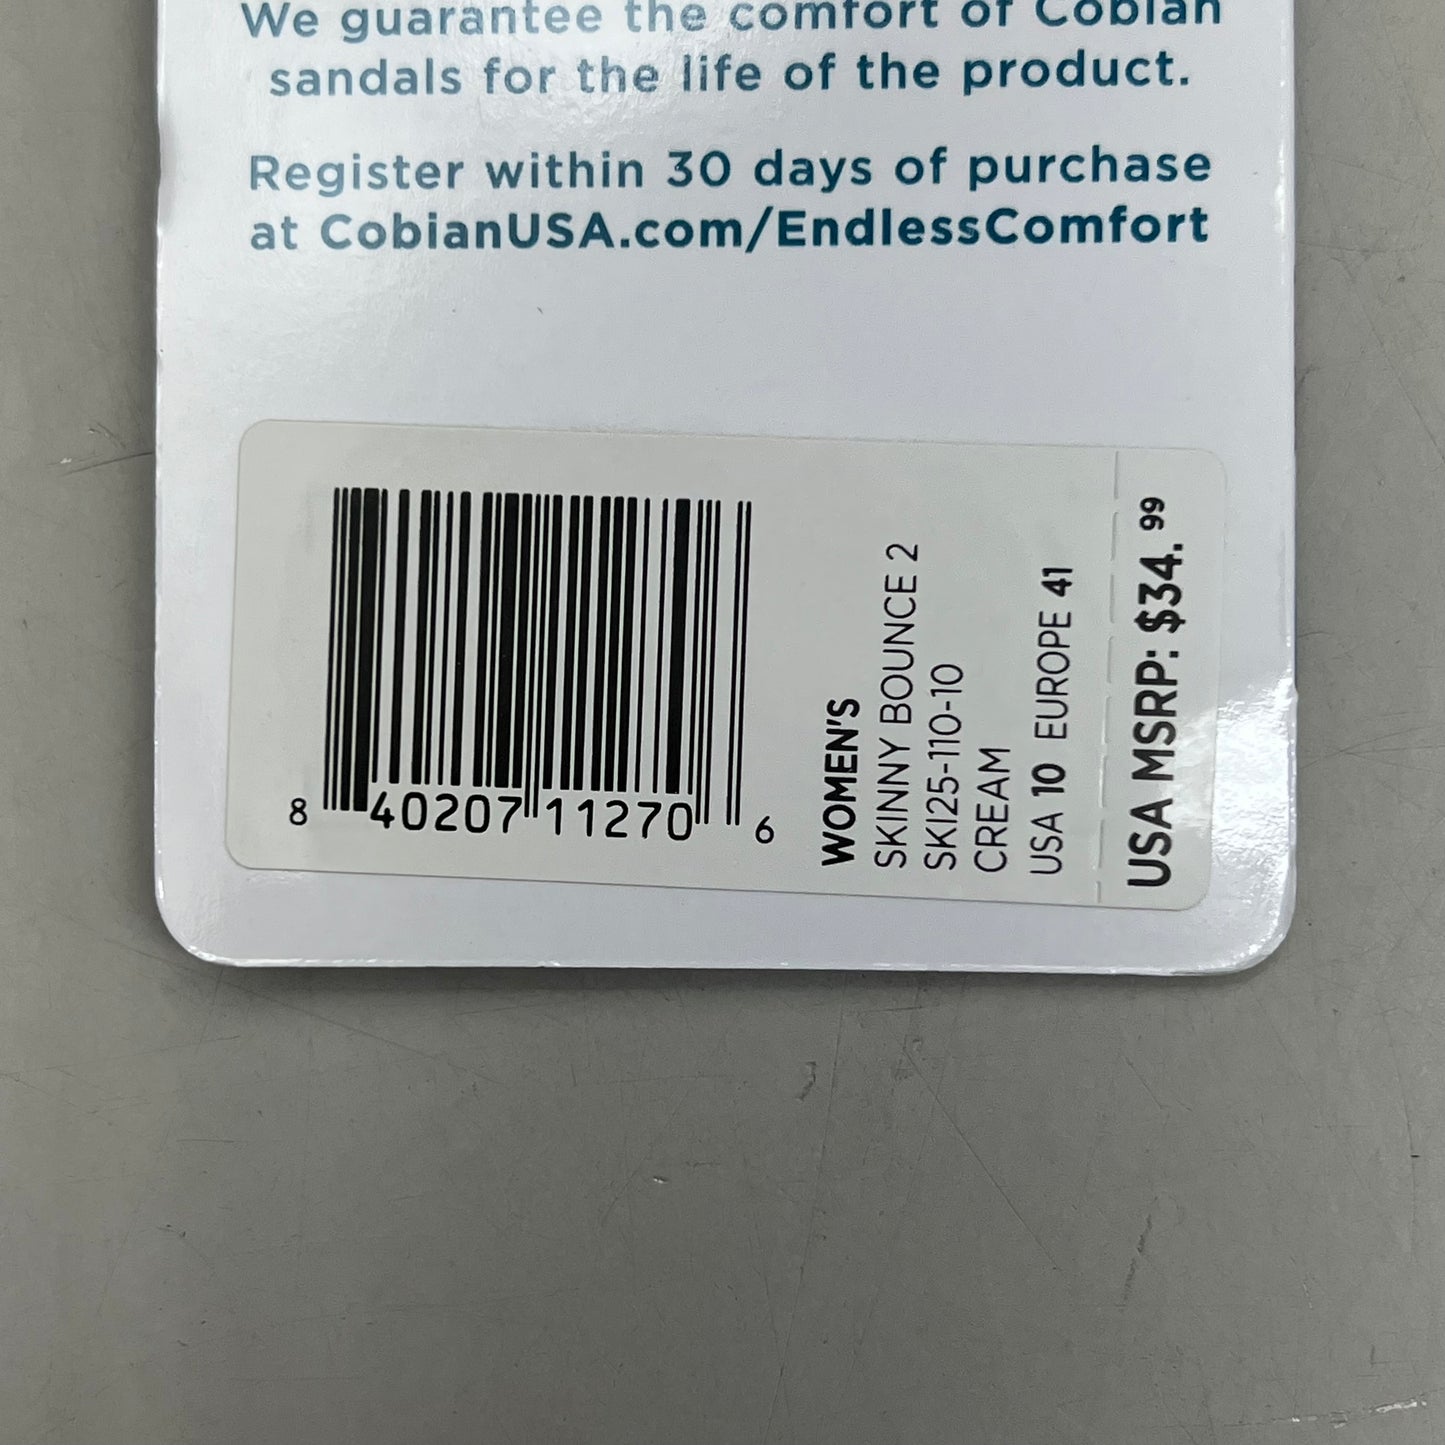 We guarantee the comfort of Cobian
sandals for the life of the product.
Register within 30 days of purchase
at CobianUSA.com/EndlessComfort
8 40207 11270 6
WOMEN'S
SKINNY BOUNCE 2
SKI25-110-10
CREAM
USA 10 EUROPE 41
USA MSRP: $34.99